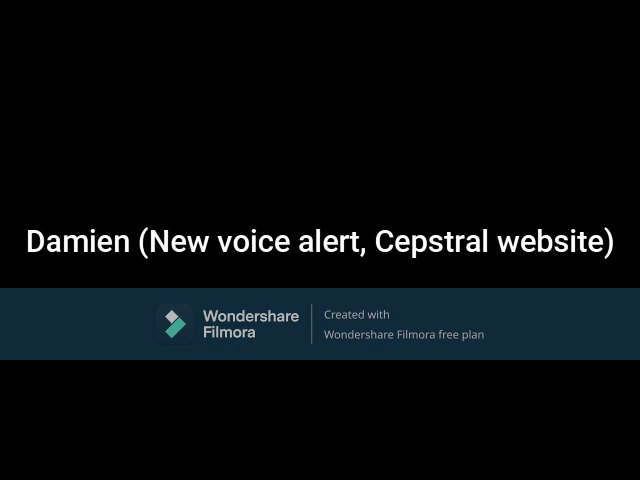 Damien (New voice alert, Cepstral website)
Wondershare
Filmora
Created with
Wondershare Filmora free plan